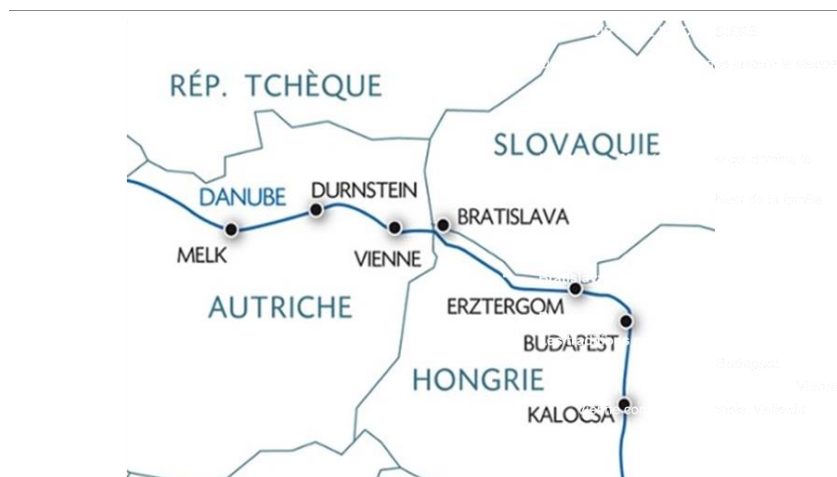 RÉP. TCHÈQUE
SLOVAQUIE
DANUBE
DURNSTEIN
BRATISLAVA
MELK
VIENNE
AUTRICHE
ERZTERGOM
BUDAPEST
HONGRIE
KALOCSA